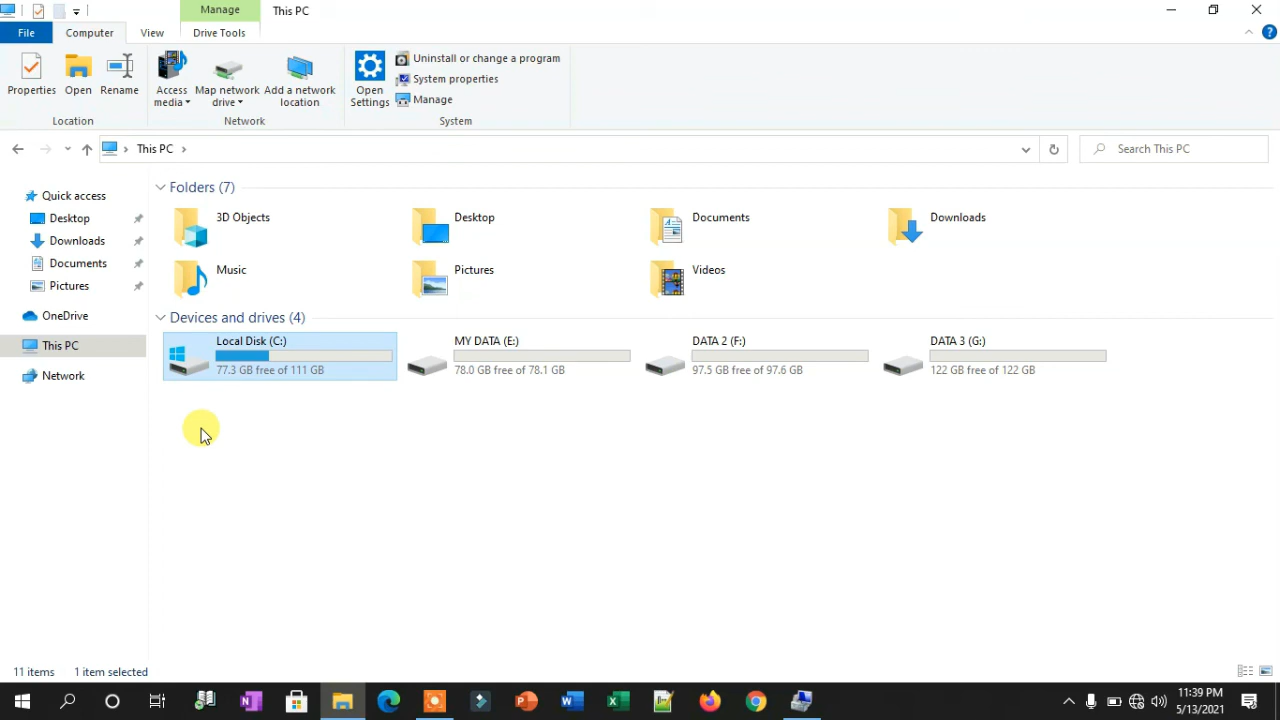 Manage
This PC
File
Computer
View
Drive Tools
Properties
Open
Rename
Access media
Map network drive
Add a network location
Open Settings
Uninstall or change a program
System properties
Manage
Location
Network
System
This PC
Search This PC
Quick access
Desktop
Downloads
Documents
Pictures
OneDrive
This PC
Network
Folders (7)
3D Objects
Desktop
Documents
Downloads
Music
Pictures
Videos
Devices and drives (4)
Local Disk (C:)
77.3 GB free of 111 GB
MY DATA (E:)
78.0 GB free of 78.1 GB
DATA 2 (F:)
97.5 GB free of 97.6 GB
DATA 3 (G:)
122 GB free of 122 GB
11 items
1 item selected
11:39 PM
5/13/2021